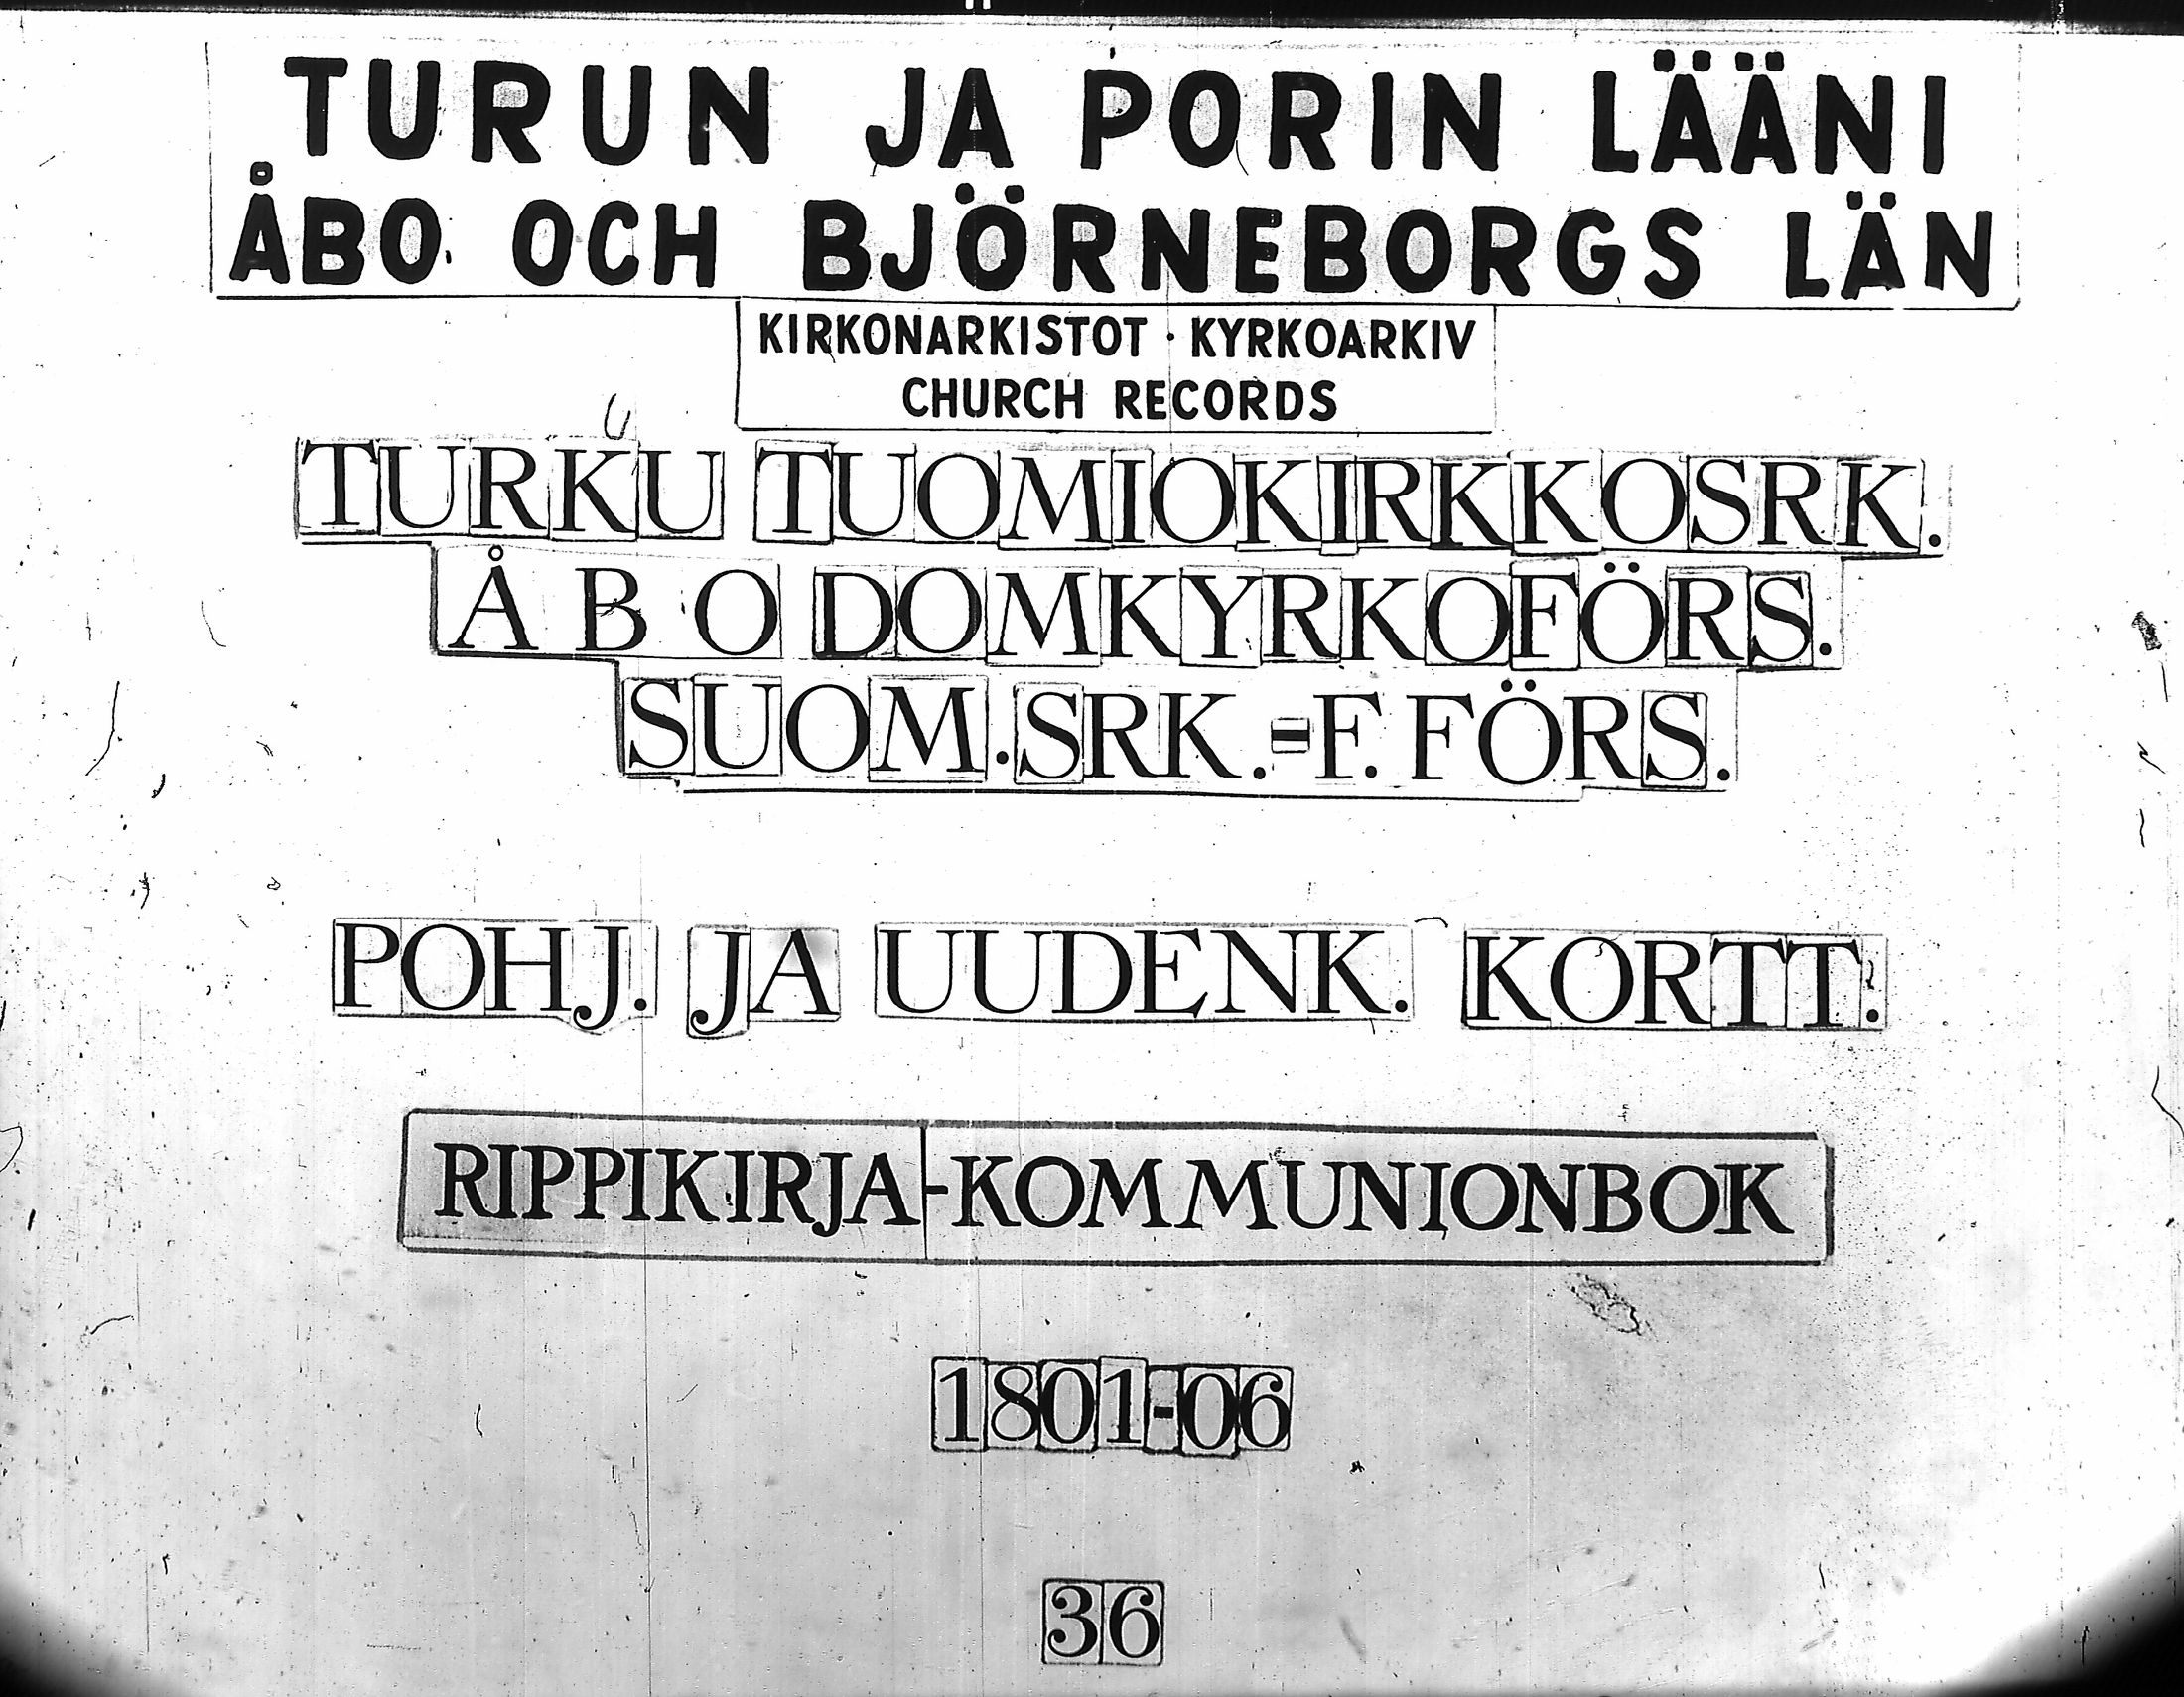 TURUN JA PORIN LÄÄNI
ÅBO OCH BJÖRNEBORGS LÄN
KIRKONARKISTOT · KYRKOARKIV
CHURCH RECORDS
TURKU TUOMIOKIRKKOSRK.
ÅBO DOMKYRKOFÖRS.
SUOM.SRK.=F. FÖRS.
POHJ. JA UUDENK. KORTT.
RIPPIKIRJA-KOMMUNIONBOK
1801-06
36